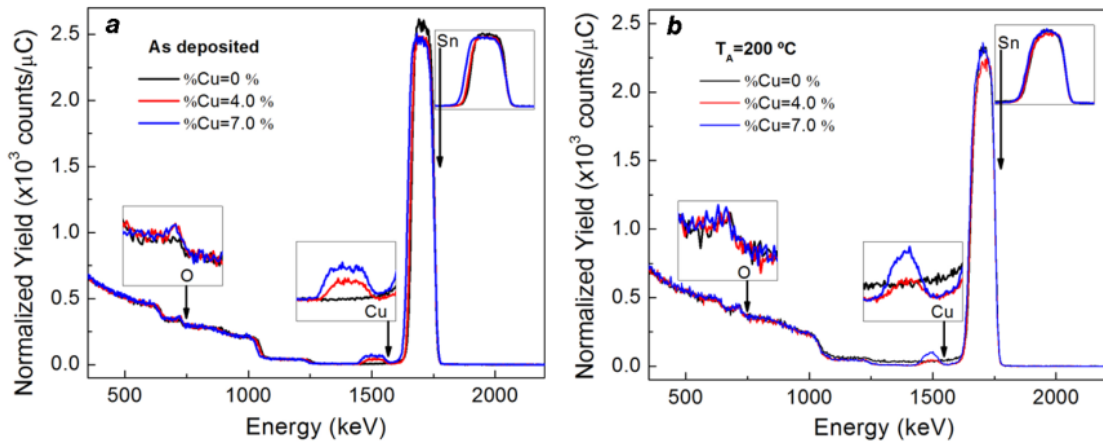 a
As deposited
%Cu=0 %
%Cu=4.0 %
%Cu=7.0 %
Sn
O
Cu
2.5
2.0
1.5
1.0
0.5
0.0
500
1000
1500
2000
Normalized Yield (x10³ counts/μC)
Energy (keV)
b
T_A=200 ºC
%Cu=0 %
%Cu=4.0 %
%Cu=7.0 %
Sn
O
Cu
2.5
2.0
1.5
1.0
0.5
0.0
500
1000
1500
2000
Normalized Yield (x10³ counts/μC)
Energy (keV)